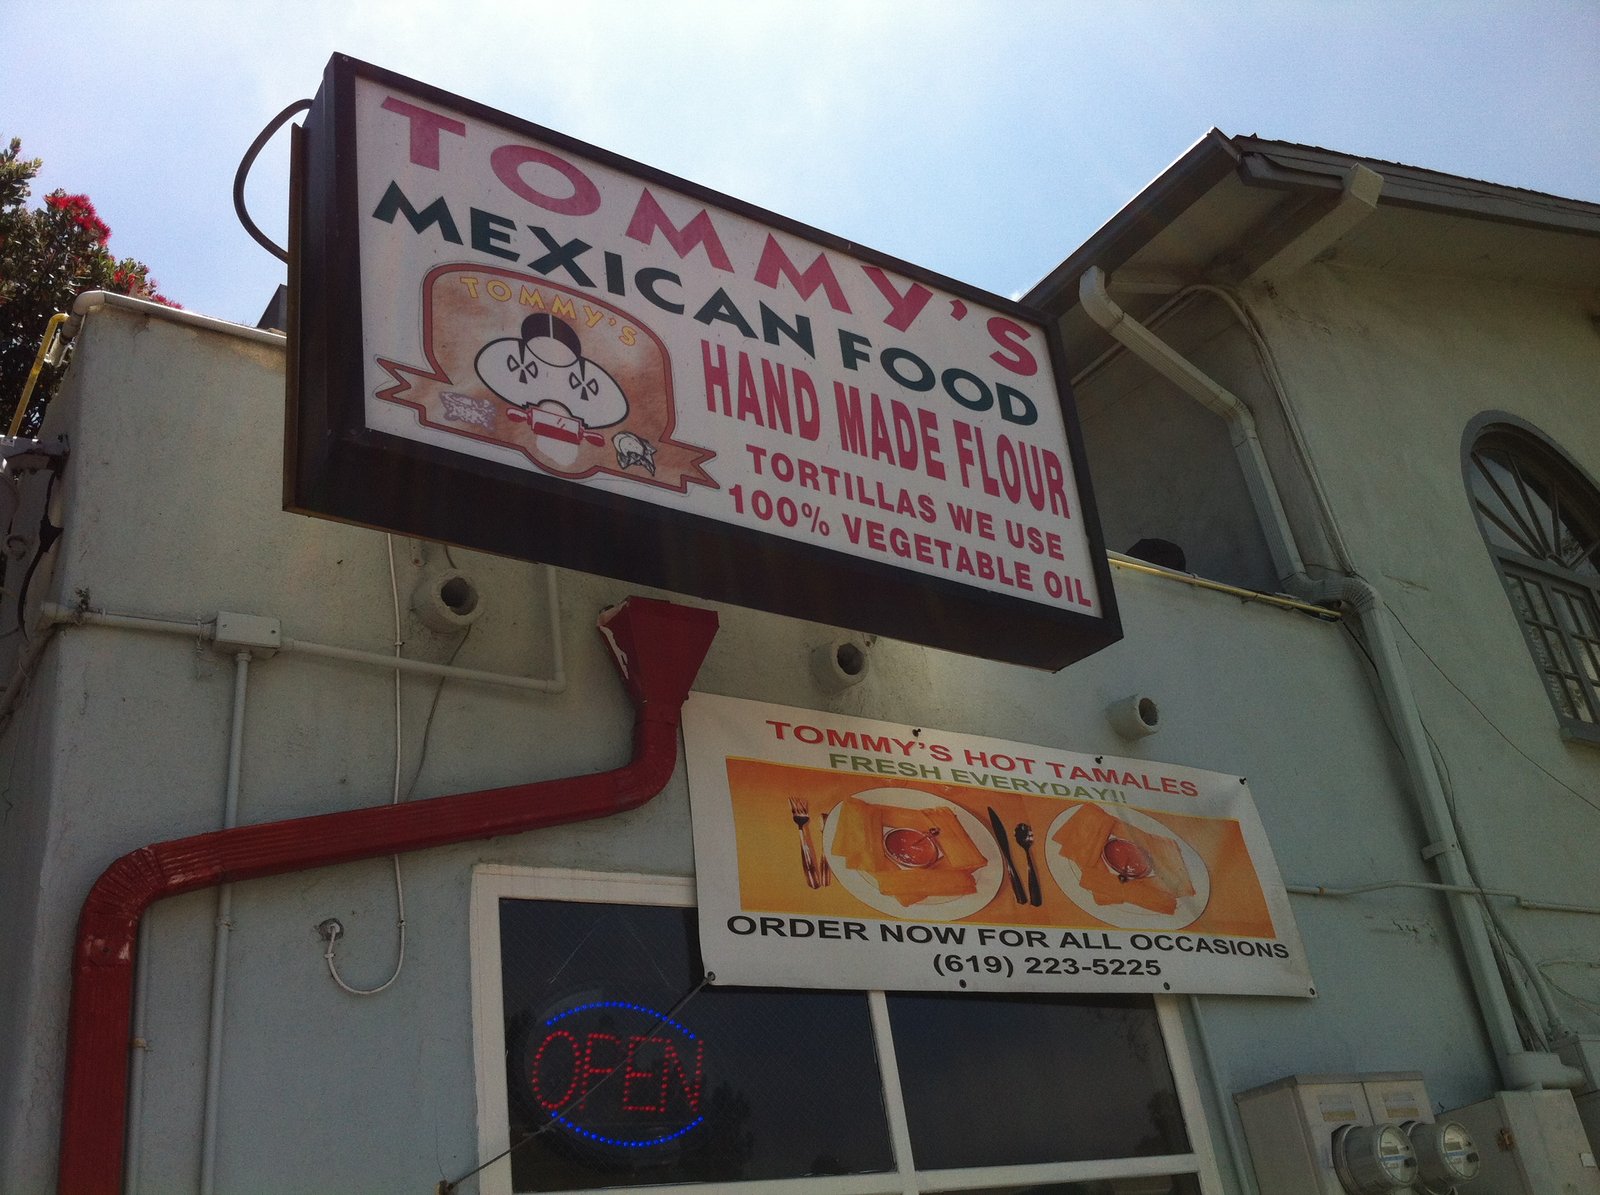 TOMMY'S
MEXICAN FOOD
TOMMY'S
HAND MADE FLOUR
TORTILLAS WE USE
100% VEGETABLE OIL
TOMMY'S HOT TAMALES
FRESH EVERYDAY!!
ORDER NOW FOR ALL OCCASIONS
(619) 223-5225
OPEN